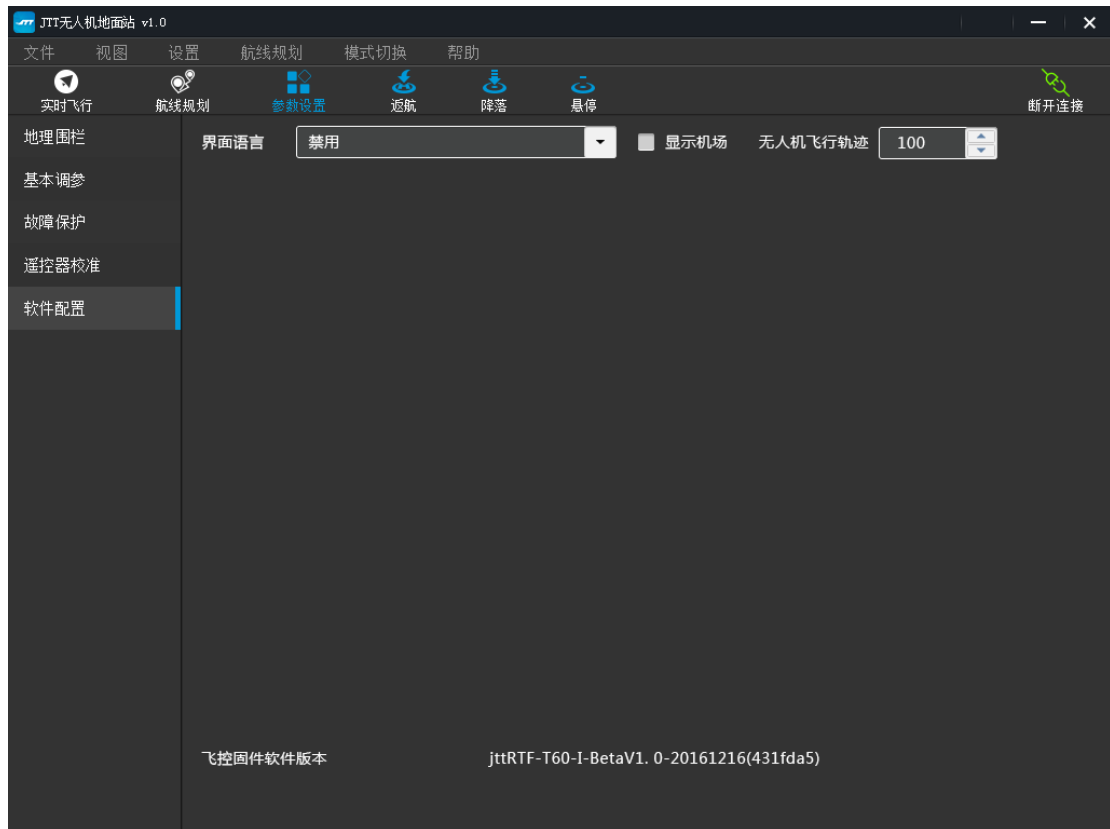 JTT无人机地面站 v1.0
文件 视图 设置 航线规划 模式切换 帮助
实时飞行 航线规划 参数设置 返航 降落 悬停 断开连接
地理围栏
界面语言 禁用 显示机场 无人机飞行轨迹 100
基本调参
故障保护
遥控器校准
软件配置
飞控固件软件版本 jttRTF-T60-I-BetaV1. 0-20161216(431fda5)